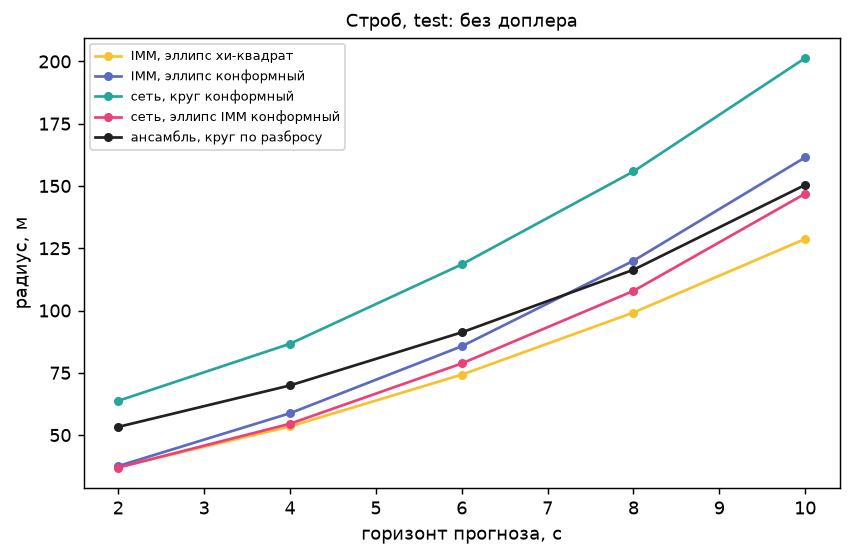 Строб, test: без доплера
IMM, эллипс хи-квадрат
IMM, эллипс конформный
сеть, круг конформный
сеть, эллипс IMM конформный
ансамбль, круг по разбросу
радиус, м
200
175
150
125
100
75
50
2 3 4 5 6 7 8 9 10
горизонт прогноза, с